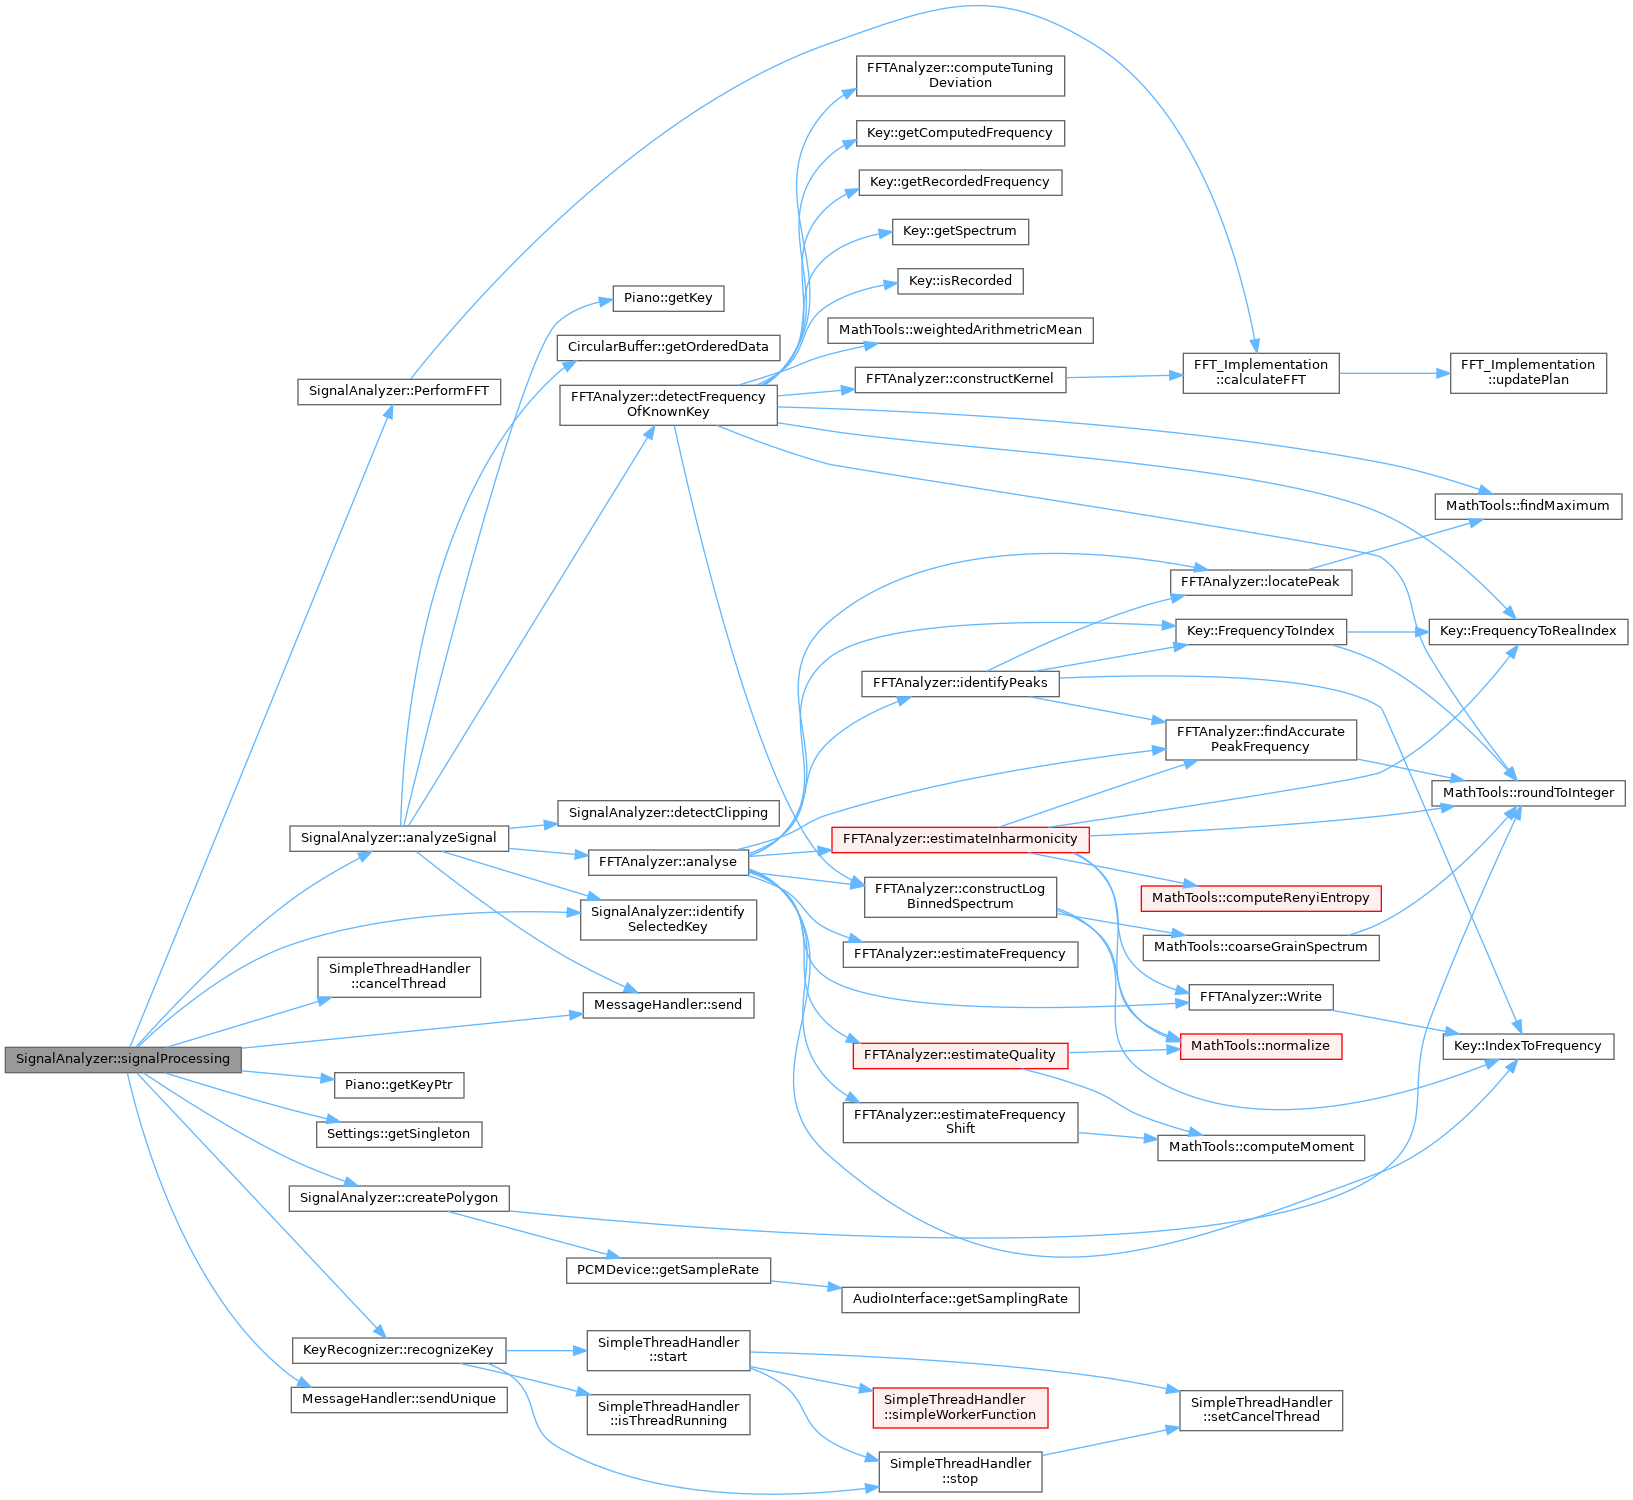 FFTAnalyzer::computeTuning
Deviation
Key::getComputedFrequency
Key::getRecordedFrequency
Key::getSpectrum
Key::isRecorded
Piano::getKey
MathTools::weightedArithmetricMean
CircularBuffer::getOrderedData
FFT_Implementation
::calculateFFT
FFT_Implementation
::updatePlan
FFTAnalyzer::constructKernel
SignalAnalyzer::PerformFFT
FFTAnalyzer::detectFrequency
OfKnownKey
MathTools::findMaximum
FFTAnalyzer::locatePeak
Key::FrequencyToIndex
Key::FrequencyToRealIndex
FFTAnalyzer::identifyPeaks
FFTAnalyzer::findAccurate
PeakFrequency
MathTools::roundToInteger
SignalAnalyzer::detectClipping
SignalAnalyzer::analyzeSignal
FFTAnalyzer::estimateInharmonicity
FFTAnalyzer::analyse
FFTAnalyzer::constructLog
BinnedSpectrum
MathTools::computeRenyiEntropy
SignalAnalyzer::identify
SelectedKey
MathTools::coarseGrainSpectrum
FFTAnalyzer::estimateFrequency
SimpleThreadHandler
::cancelThread
FFTAnalyzer::Write
MessageHandler::send
MathTools::normalize
Key::IndexToFrequency
FFTAnalyzer::estimateQuality
SignalAnalyzer::signalProcessing
Piano::getKeyPtr
FFTAnalyzer::estimateFrequency
Shift
Settings::getSingleton
MathTools::computeMoment
SignalAnalyzer::createPolygon
PCMDevice::getSampleRate
AudioInterface::getSamplingRate
KeyRecognizer::recognizeKey
SimpleThreadHandler
::start
MessageHandler::sendUnique
SimpleThreadHandler
::isThreadRunning
SimpleThreadHandler
::simpleWorkerFunction
SimpleThreadHandler
::setCancelThread
SimpleThreadHandler
::stop